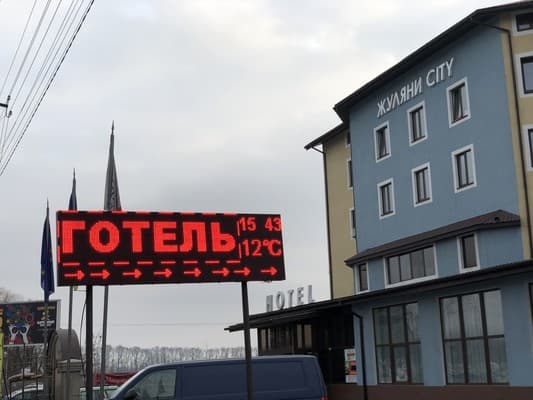 ЖУЛЯНИ CITY
ГОТЕЛЬ
15 43
12°C
→ → → → → → → →
HOTEL